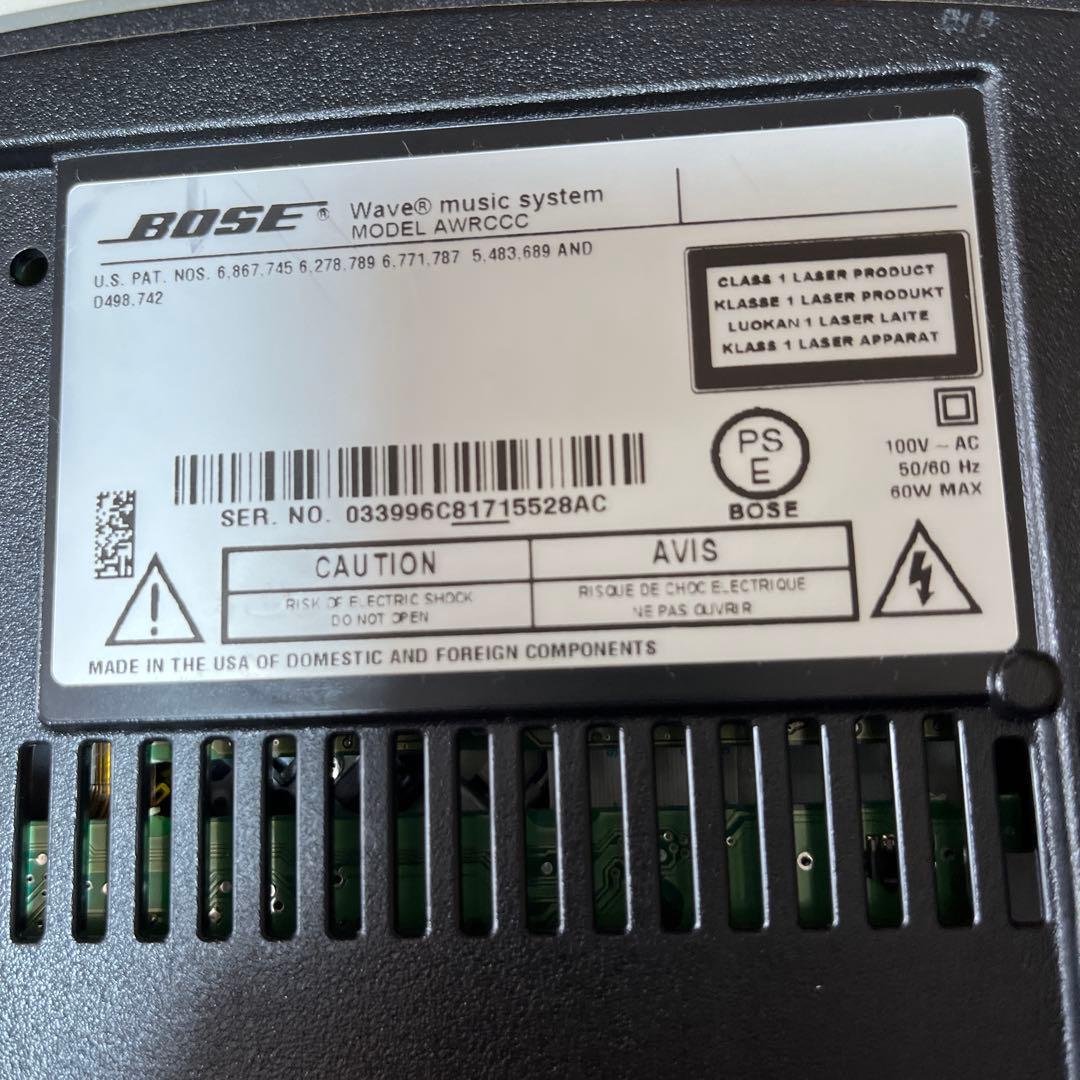 BOSE® Wave® music system
MODEL AWRCCC
U.S. PAT. NOS. 6,867,745 6,278,789 6,771,787 5,483,689 AND
D498,742
CLASS 1 LASER PRODUCT
KLASSE 1 LASER PRODUKT
LUOKAN 1 LASER LAITE
KLASS 1 LASER APPARAT
PS
E
BOSE
100V ~ AC
50/60 Hz
60W MAX
SER. NO. 033996C81715528AC
CAUTION
RISK OF ELECTRIC SHOCK
DO NOT OPEN
AVIS
RISQUE DE CHOC ELECTRIQUE
NE PAS OUVRIR
MADE IN THE USA OF DOMESTIC AND FOREIGN COMPONENTS